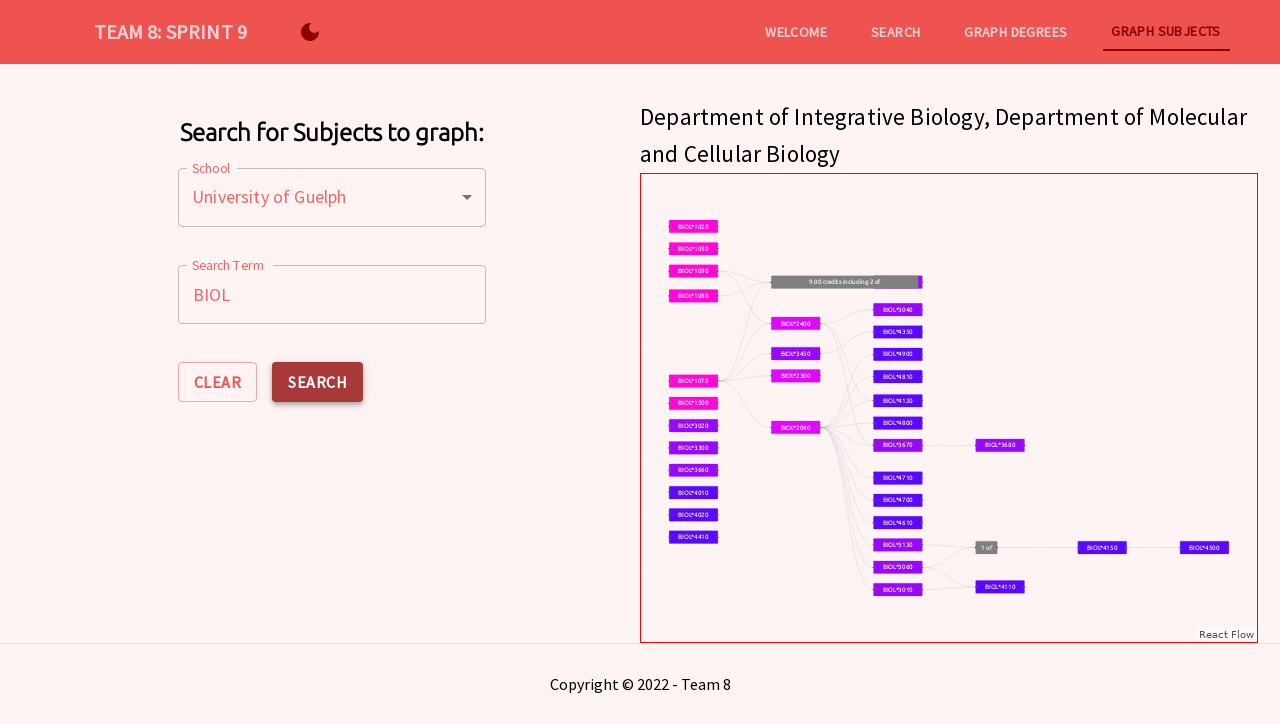 TEAM 8: SPRINT 9
WELCOME
SEARCH
GRAPH DEGREES
GRAPH SUBJECTS
Search for Subjects to graph:
School
University of Guelph
Search Term
BIOL
CLEAR
SEARCH
Department of Integrative Biology, Department of Molecular
and Cellular Biology
BIOL*1020
BIOL*1050
BIOL*1090
BIOL*1080
BIOL*1070
BIOL*1500
BIOL*3020
BIOL*3300
BIOL*3660
BIOL*4010
BIOL*4020
BIOL*4410
9.00 credits including 2 of
BIOL*2400
BIOL*3450
BIOL*2300
BIOL*2060
BIOL*3040
BIOL*4350
BIOL*4900
BIOL*4810
BIOL*4120
BIOL*4800
BIOL*3670
BIOL*4710
BIOL*4700
BIOL*4610
BIOL*3130
BIOL*3060
BIOL*3010
BIOL*3680
1 of
BIOL*4110
BIOL*4150
BIOL*4500
React Flow
Copyright © 2022 - Team 8